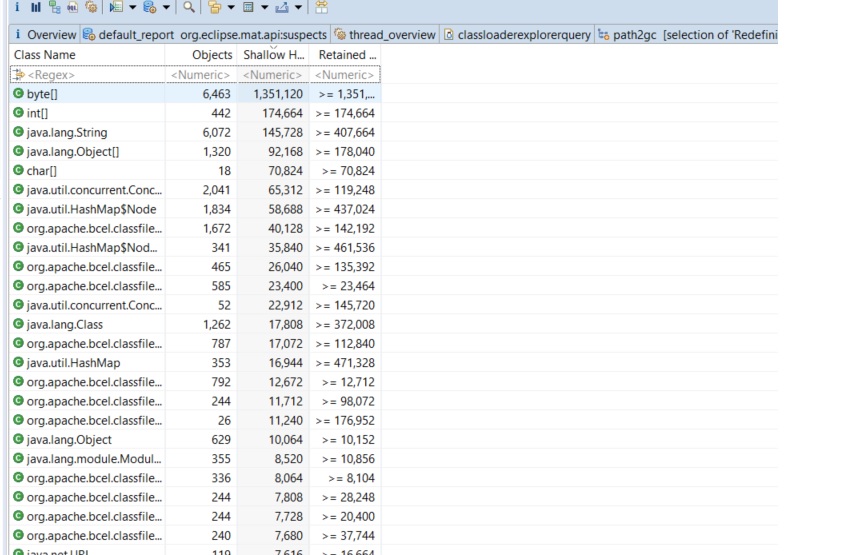 i Overview default_report org.eclipse.mat.api:suspects thread_overview classloaderexplorerquery path2gc [selection of 'Redefini
Class Name Objects Shallow H... Retained ...
<Regex> <Numeric> <Numeric> <Numeric>
byte[] 6,463 1,351,120 >= 1,351,...
int[] 442 174,664 >= 174,664
java.lang.String 6,072 145,728 >= 407,664
java.lang.Object[] 1,320 92,168 >= 178,040
char[] 18 70,824 >= 70,824
java.util.concurrent.Conc... 2,041 65,312 >= 119,248
java.util.HashMap$Node 1,834 58,688 >= 437,024
org.apache.bcel.classfile... 1,672 40,128 >= 142,192
java.util.HashMap$Nod... 341 35,840 >= 461,536
org.apache.bcel.classfile... 465 26,040 >= 135,392
org.apache.bcel.classfile... 585 23,400 >= 23,464
java.util.concurrent.Conc... 52 22,912 >= 145,720
java.lang.Class 1,262 17,808 >= 372,008
org.apache.bcel.classfile... 787 17,072 >= 112,840
java.util.HashMap 353 16,944 >= 471,328
org.apache.bcel.classfile... 792 12,672 >= 12,712
org.apache.bcel.classfile... 244 11,712 >= 98,072
org.apache.bcel.classfile... 26 11,240 >= 176,952
java.lang.Object 629 10,064 >= 10,152
java.lang.module.Modul... 355 8,520 >= 10,856
org.apache.bcel.classfile... 336 8,064 >= 8,104
org.apache.bcel.classfile... 244 7,808 >= 28,248
org.apache.bcel.classfile... 244 7,728 >= 20,400
org.apache.bcel.classfile... 240 7,680 >= 37,744
java.net.URL 119 7,616 >= 16,664